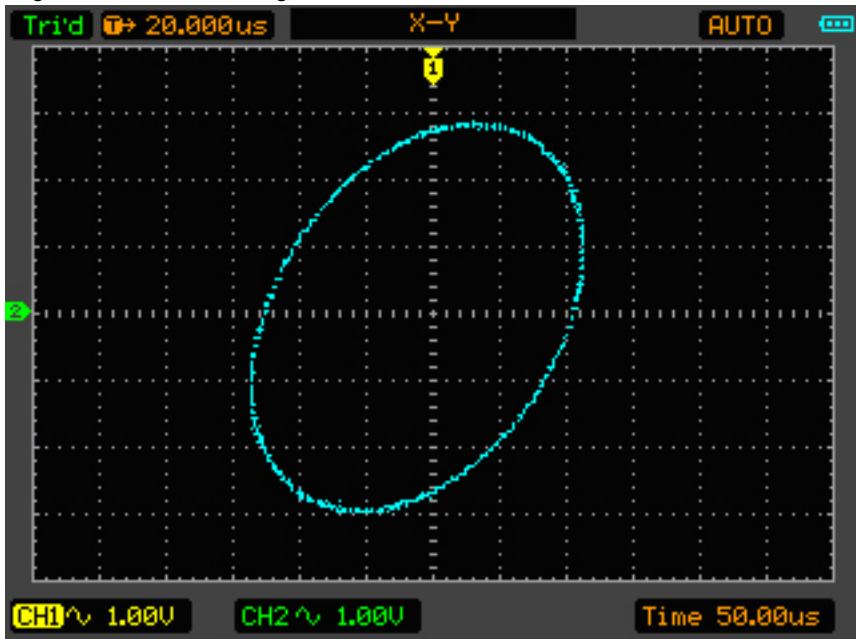 Tri'd T→ 20.000us X-Y AUTO
1
2
CH1∿ 1.00V CH2∿ 1.00V Time 50.00us